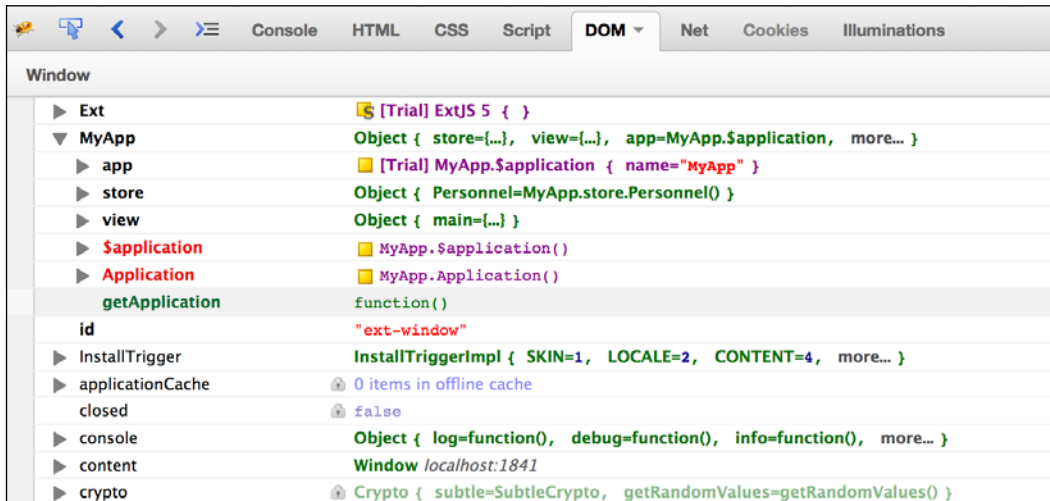 Console HTML CSS Script DOM Net Cookies Illuminations
Window
Ext S [Trial] ExtJS 5 { }
MyApp Object { store={...}, view={...}, app=MyApp.$application, more... }
app [Trial] MyApp.$application { name="MyApp" }
store Object { Personnel=MyApp.store.Personnel() }
view Object { main={...} }
$application MyApp.$application()
Application MyApp.Application()
getApplication function()
id "ext-window"
InstallTrigger InstallTriggerImpl { SKIN=1, LOCALE=2, CONTENT=4, more... }
applicationCache 0 items in offline cache
closed false
console Object { log=function(), debug=function(), info=function(), more... }
content Window localhost:1841
crypto Crypto { subtle=SubtleCrypto, getRandomValues=getRandomValues() }